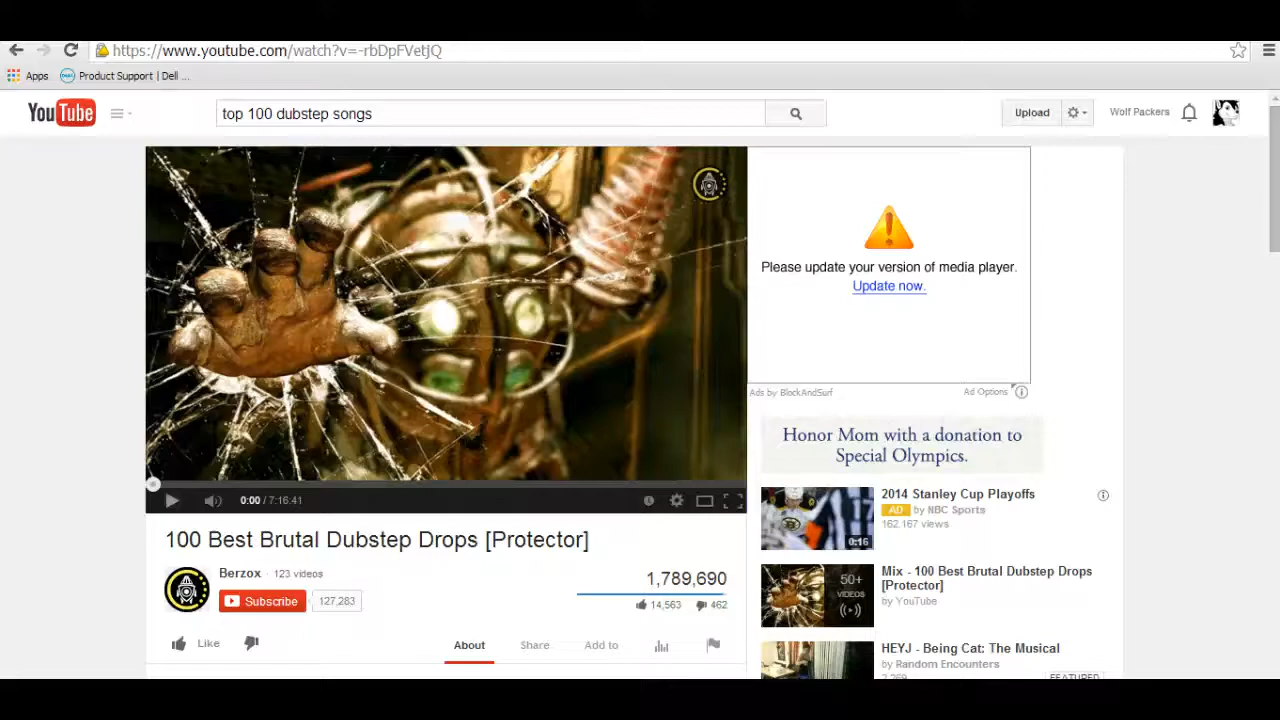 https://www.youtube.com/watch?v=-rbDpFVetjQ
Apps Product Support | Dell ...
YouTube
top 100 dubstep songs
Upload
Wolf Packers
Please update your version of media player.
Update now.
Ads by BlockAndSurf
Ad Options
Honor Mom with a donation to
Special Olympics.
0:00 / 7:16:41
2014 Stanley Cup Playoffs
AD by NBC Sports
162,167 views
0:16
100 Best Brutal Dubstep Drops [Protector]
Berzox · 123 videos
Subscribe 127,283
1,789,690
14,563 462
Like
About Share Add to
Mix - 100 Best Brutal Dubstep Drops
[Protector]
by YouTube
50+
VIDEOS
HEYJ - Being Cat: The Musical
by Random Encounters
FEATURED